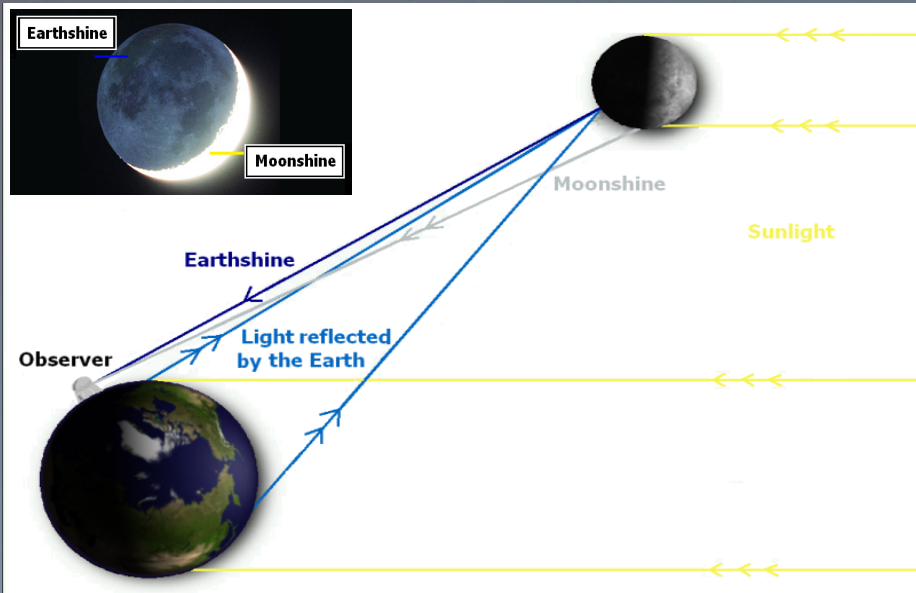 Earthshine
Moonshine
Moonshine
Sunlight
Earthshine
Light reflected
by the Earth
Observer